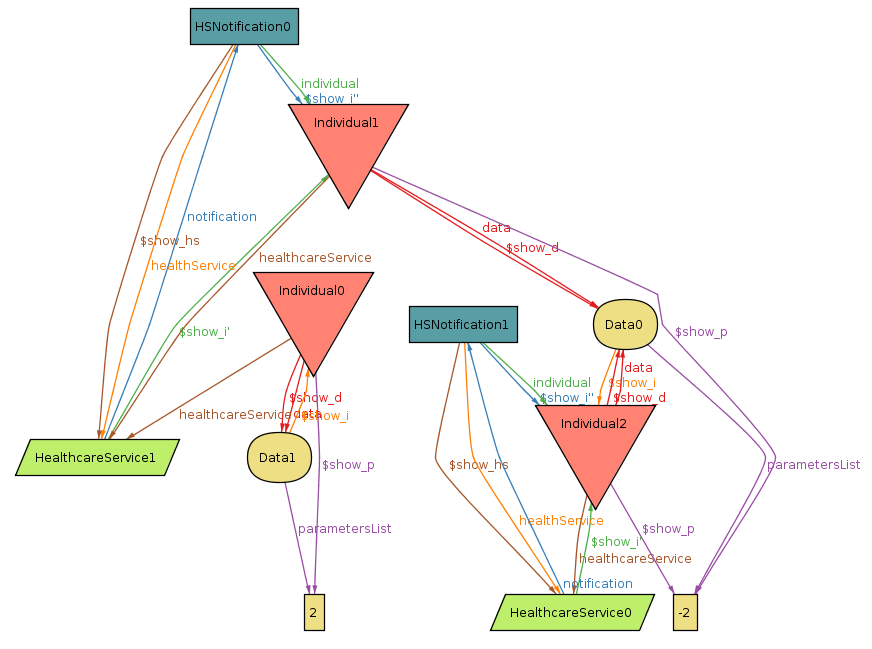 HSNotification0
individual
$show_i''
Individual1
notification
data
$show_hs
$show_d
healthcareService
healthService
Individual0
HSNotification1
Data0
$show_i'
$show_p
data
individual
$show_i
$show_d
$show_i''
$show_d
healthcareService
data
$show_i
Individual2
HealthcareService1
Data1
$show_p
$show_hs
parametersList
healthService
parametersList
$show_p
$show_i'
healthcareService
notification
2
HealthcareService0
-2